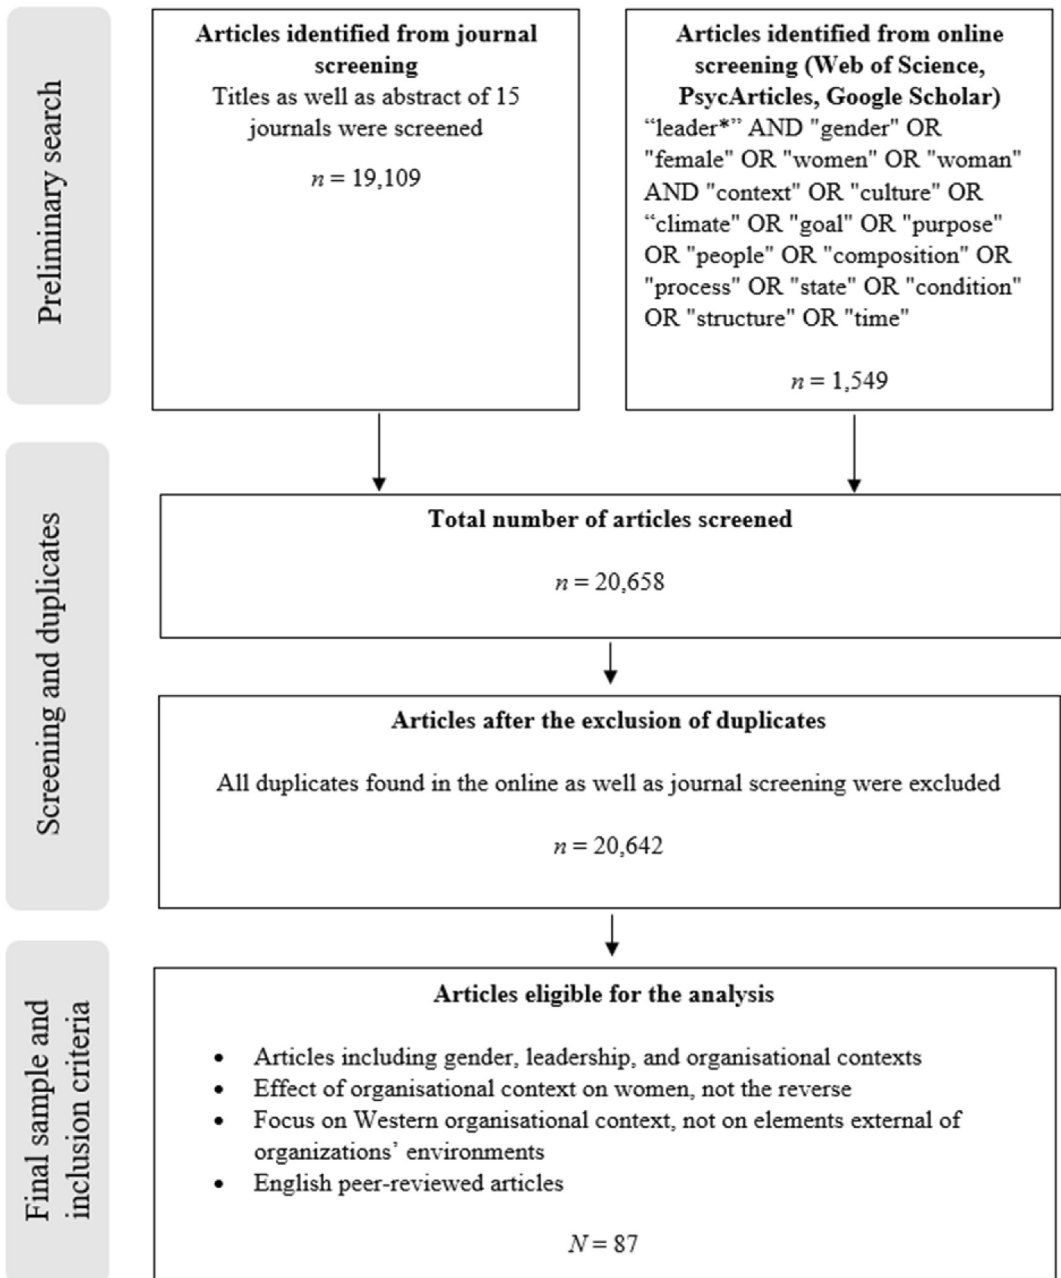 Preliminary search
Articles identified from journal
screening
Titles as well as abstract of 15
journals were screened
n = 19,109
Articles identified from online
screening (Web of Science,
PsycArticles, Google Scholar)
“leader*” AND "gender" OR
"female" OR "women" OR "woman"
AND "context" OR "culture" OR
“climate" OR "goal" OR "purpose"
OR "people" OR "composition" OR
"process" OR "state" OR "condition"
OR "structure" OR "time"
n = 1,549
Screening and duplicates
Total number of articles screened
n = 20,658
Articles after the exclusion of duplicates
All duplicates found in the online as well as journal screening were excluded
n = 20,642
Final sample and
inclusion criteria
Articles eligible for the analysis
• Articles including gender, leadership, and organisational contexts
• Effect of organisational context on women, not the reverse
• Focus on Western organisational context, not on elements external of
organizations’ environments
• English peer-reviewed articles
N = 87